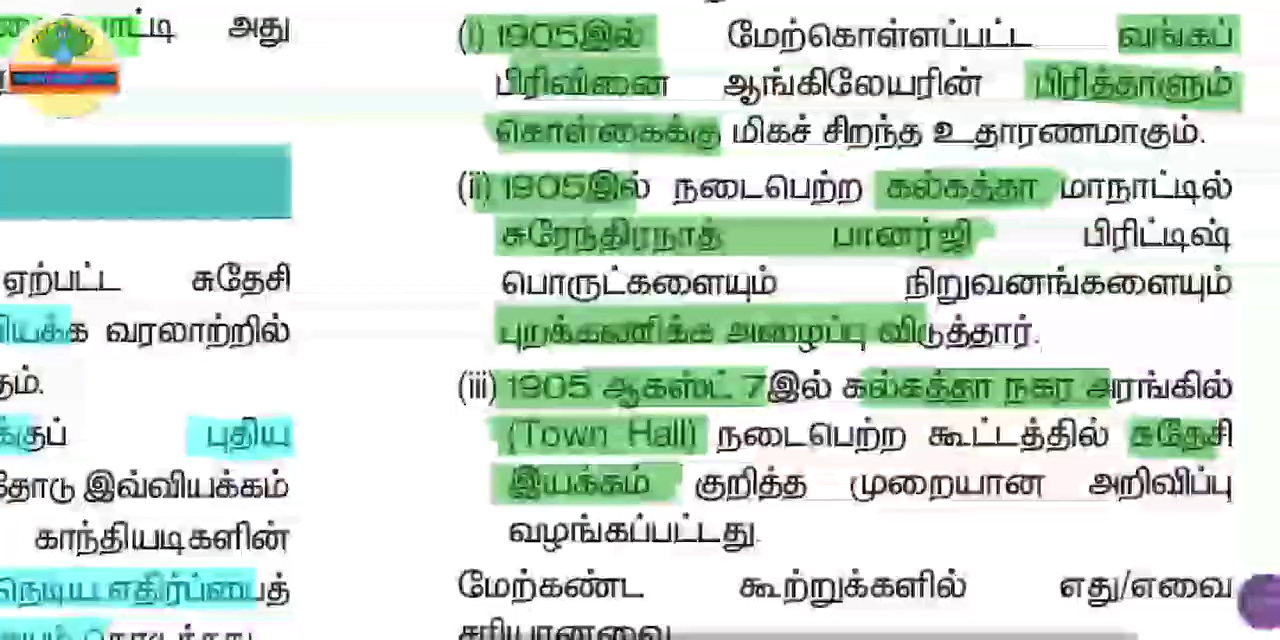 அது
ஏற்பட்ட சுதேசி
வரலாற்றில்
புதிய
இவ்வியக்கம்
காந்தியடிகளின்
(i) 1905இல் மேற்கொள்ளப்பட்ட வங்கப்
பிரிவினை ஆங்கிலேயரின் பிரித்தாளும்
கொள்கைக்கு மிகச் சிறந்த உதாரணமாகும்.
(ii) 1905இல் நடைபெற்ற கல்கத்தா மாநாட்டில்
சுரேந்திரநாத் பானர்ஜி பிரிட்டிஷ்
பொருட்களையும் நிறுவனங்களையும்
புறக்கணிக்க அழைப்பு விடுத்தார்.
(iii) 1905 ஆகஸ்ட் 7இல் கல்கத்தா நகர அரங்கில்
(Town Hall) நடைபெற்ற கூட்டத்தில் சுதேசி
இயக்கம் குறித்த முறையான அறிவிப்பு
வழங்கப்பட்டது.
மேற்கண்ட கூற்றுக்களில் எது/எவை
சரியானவை